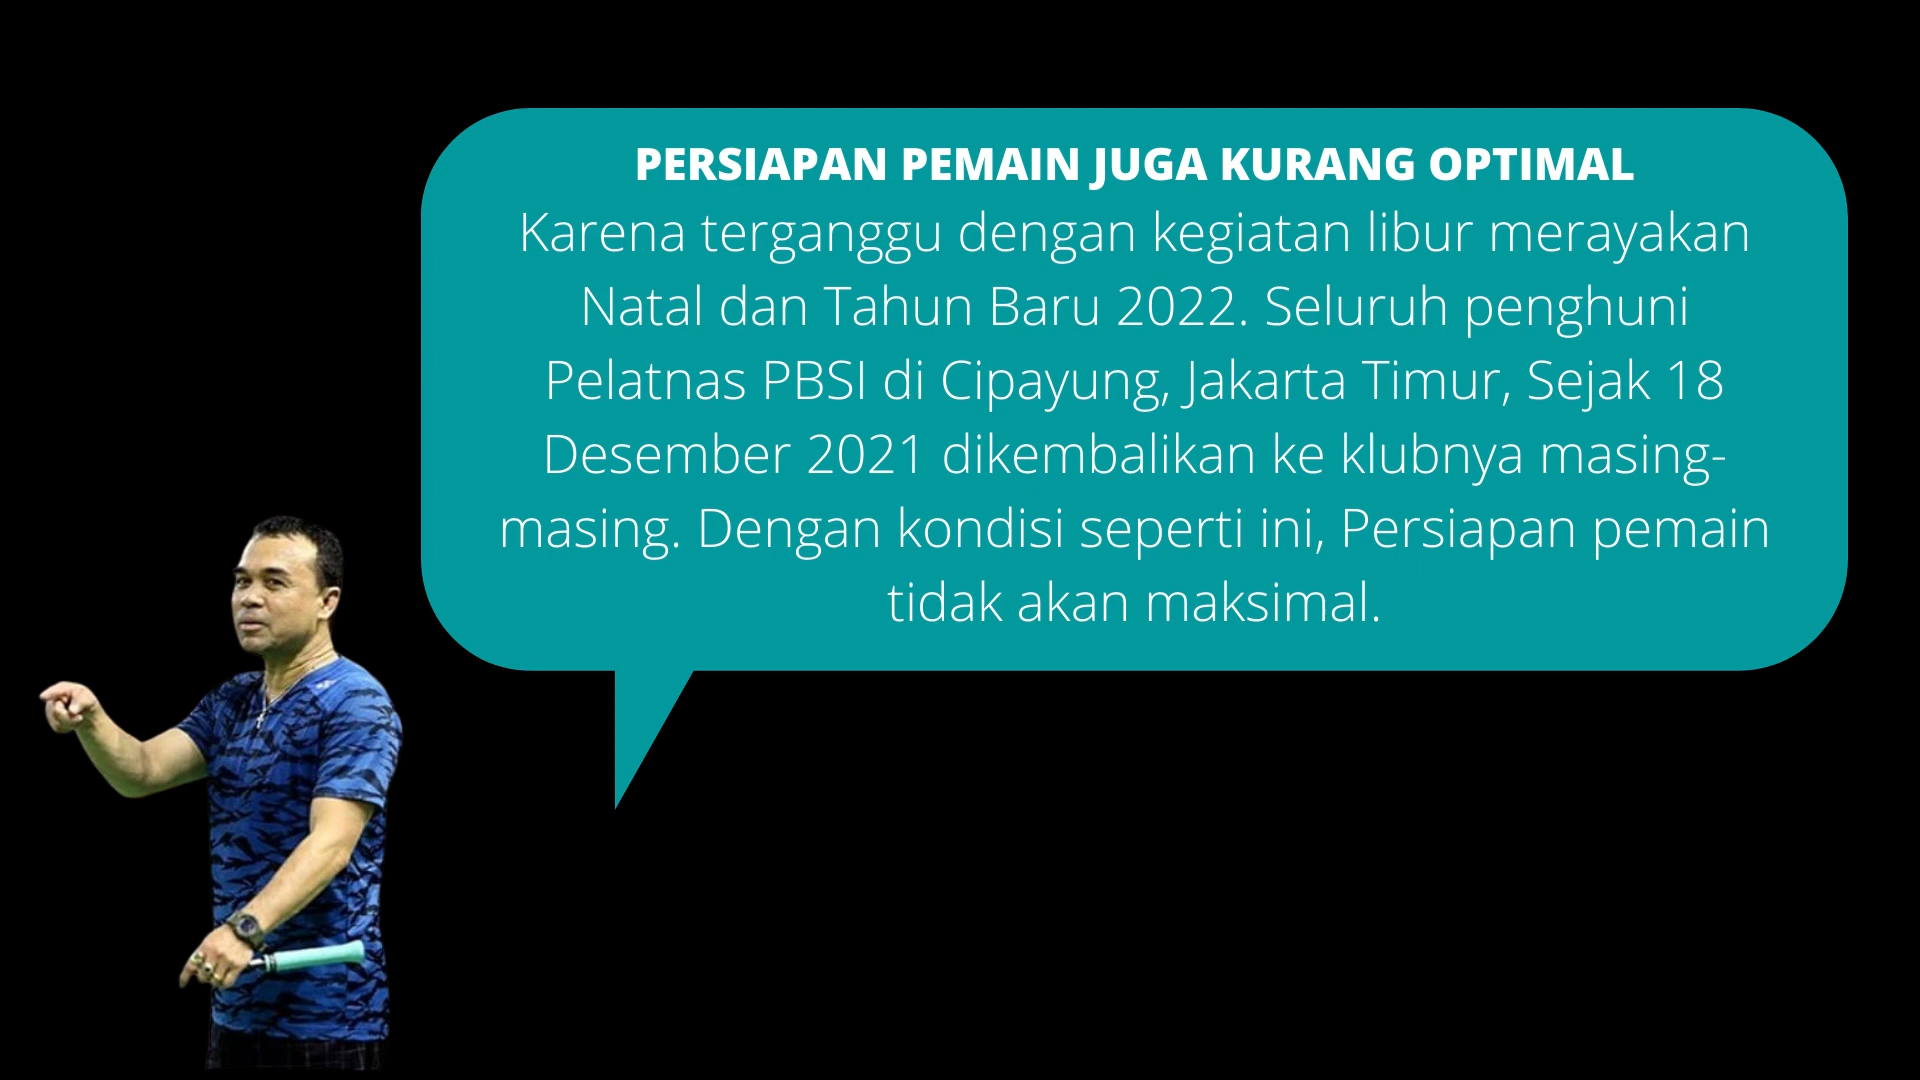 PERSIAPAN PEMAIN JUGA KURANG OPTIMAL
Karena terganggu dengan kegiatan libur merayakan
Natal dan Tahun Baru 2022. Seluruh penghuni
Pelatnas PBSI di Cipayung, Jakarta Timur, Sejak 18
Desember 2021 dikembalikan ke klubnya masing-
masing. Dengan kondisi seperti ini, Persiapan pemain
tidak akan maksimal.